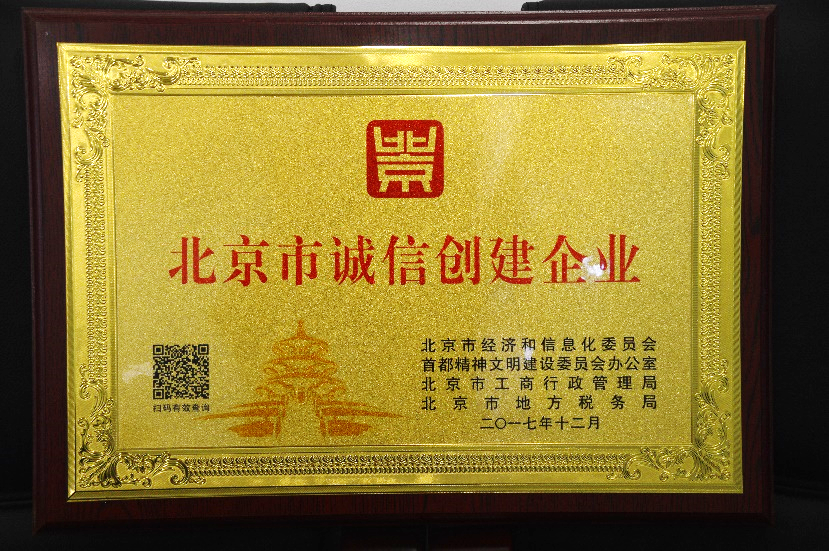 北京市诚信创建企业
扫码有效查询
北京市经济和信息化委员会
首都精神文明建设委员会办公室
北京市工商行政管理局
北京市地方税务局
二〇一七年十二月